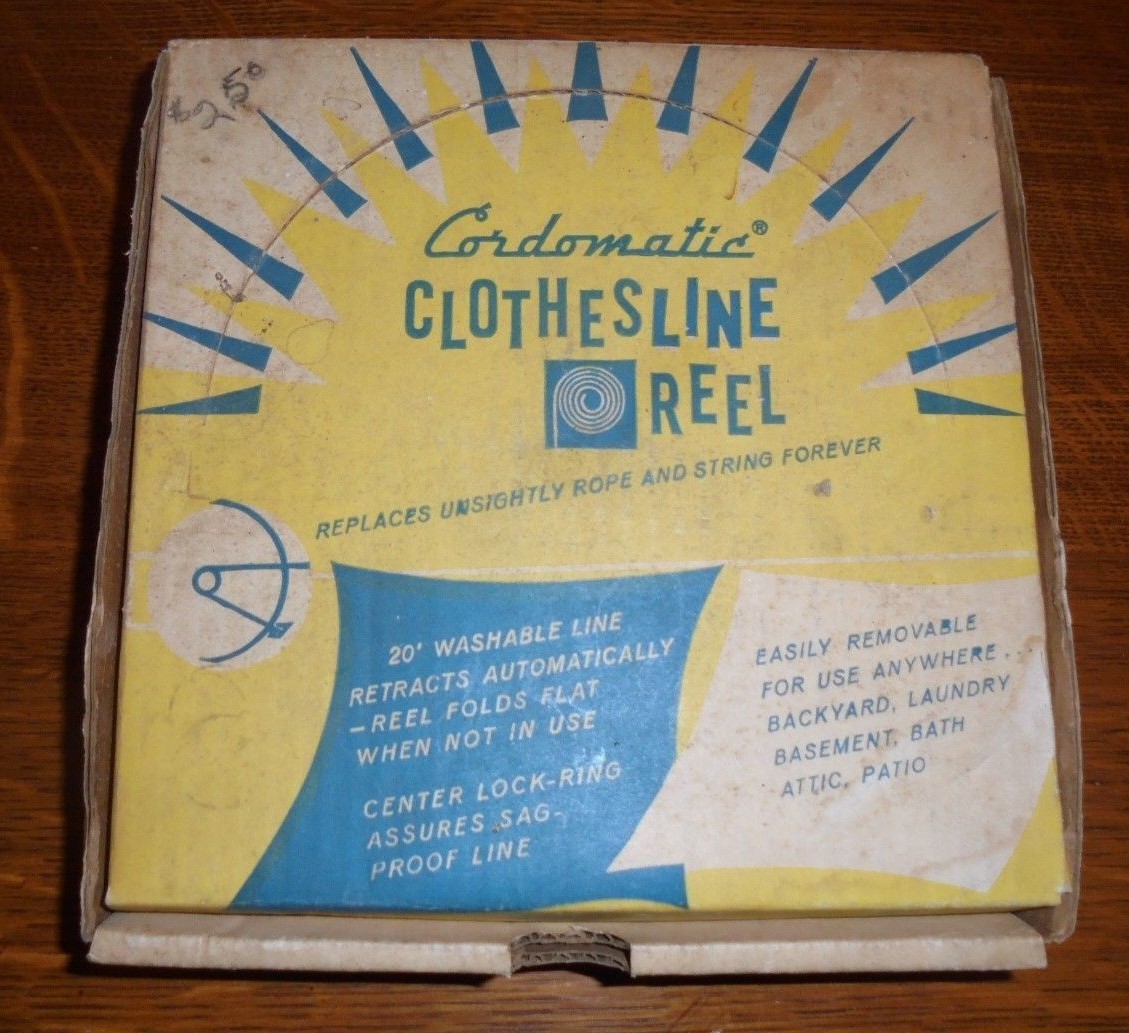 $2.50
Cordomatic®
CLOTHESLINE
REEL
REPLACES UNSIGHTLY ROPE AND STRING FOREVER
20' WASHABLE LINE
RETRACTS AUTOMATICALLY
–REEL FOLDS FLAT
WHEN NOT IN USE
CENTER LOCK-RING
ASSURES SAG-
PROOF LINE
EASILY REMOVABLE
FOR USE ANYWHERE...
BACKYARD, LAUNDRY
BASEMENT, BATH
ATTIC, PATIO